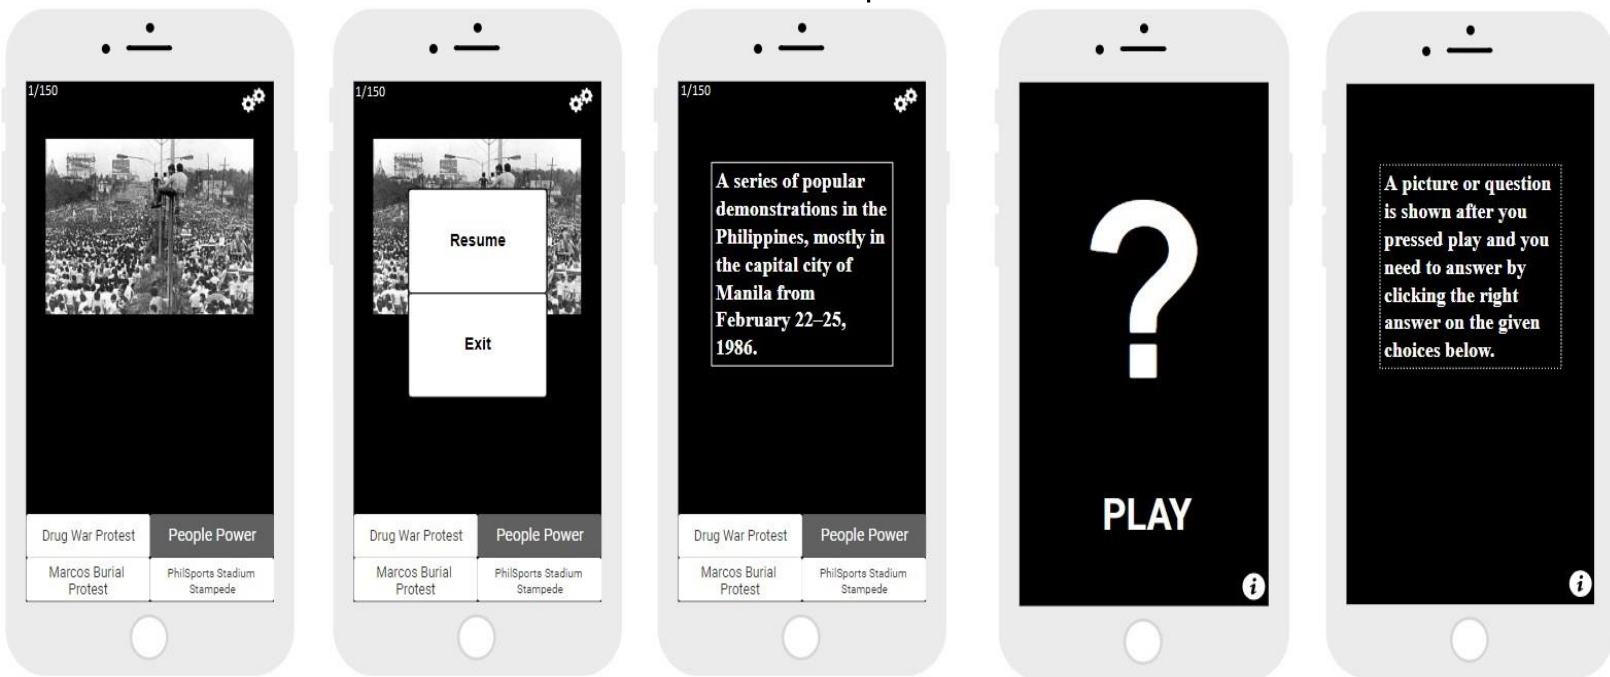 1/150
Drug War Protest
People Power
Marcos Burial
Protest
PhilSports Stadium
Stampede
1/150
Resume
Exit
Drug War Protest
People Power
Marcos Burial
Protest
PhilSports Stadium
Stampede
1/150
A series of popular
demonstrations in the
Philippines, mostly in
the capital city of
Manila from
February 22–25,
1986.
Drug War Protest
People Power
Marcos Burial
Protest
PhilSports Stadium
Stampede
?
PLAY
i
A picture or question
is shown after you
pressed play and you
need to answer by
clicking the right
answer on the given
choices below.
i